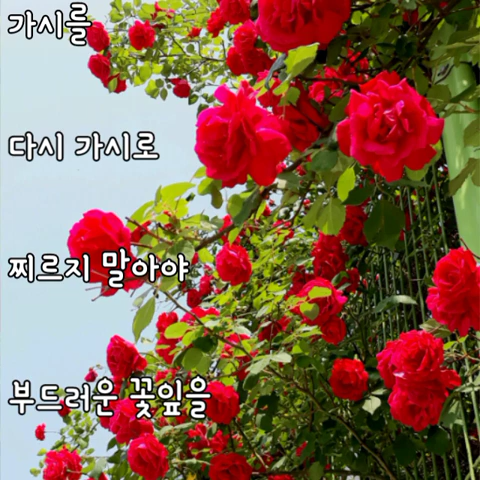 가시를
다시 가시로
찌르지 말아야
부드러운 꽃잎을